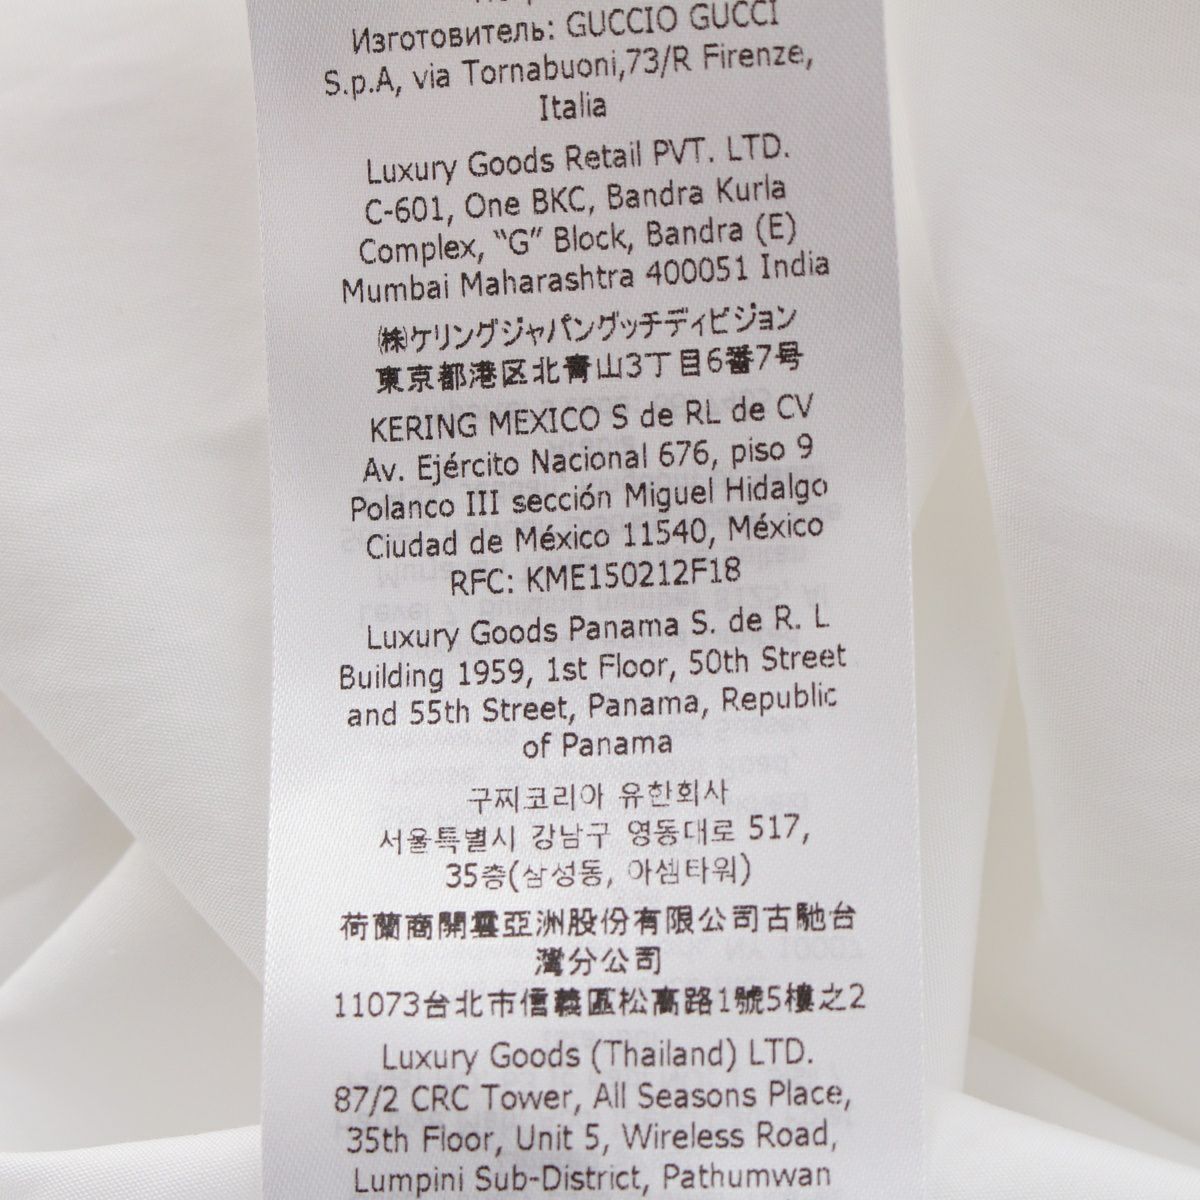 Изготовитель: GUCCIO GUCCI
S.p.A, via Tornabuoni,73/R Firenze,
Italia
Luxury Goods Retail PVT. LTD.
C-601, One BKC, Bandra Kurla
Complex, “G” Block, Bandra (E)
Mumbai Maharashtra 400051 India
㈱ケリングジャパングッチディビジョン
東京都港区北青山3丁目6番7号
KERING MEXICO S de RL de CV
Av. Ejército Nacional 676, piso 9
Polanco III sección Miguel Hidalgo
Ciudad de México 11540, México
RFC: KME150212F18
Luxury Goods Panama S. de R. L
Building 1959, 1st Floor, 50th Street
and 55th Street, Panama, Republic
of Panama
구찌코리아 유한회사
서울특별시 강남구 영동대로 517,
35층(삼성동, 아셈타워)
荷蘭商開雲亞洲股份有限公司古馳台
灣分公司
11073台北市信義區松高路1號5樓之2
Luxury Goods (Thailand) LTD.
87/2 CRC Tower, All Seasons Place,
35th Floor, Unit 5, Wireless Road,
Lumpini Sub-District, Pathumwan